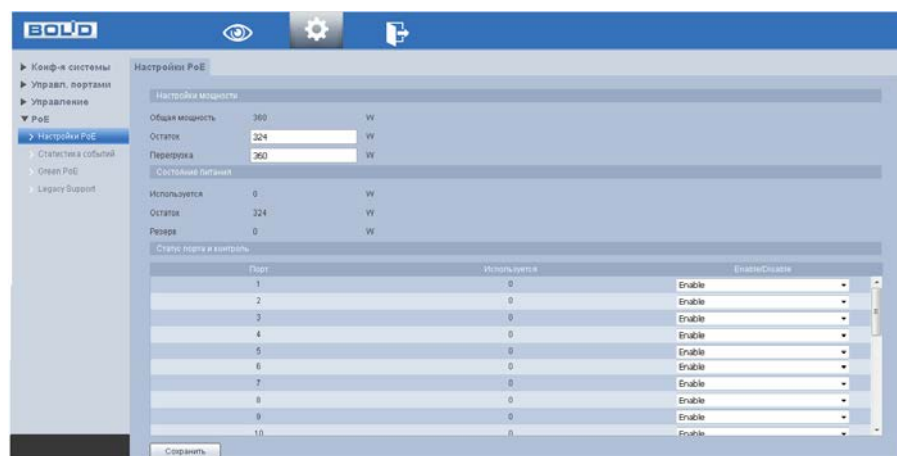 BOLID
Конф-я системы
Управл. портами
Управление
PoE
Настройки PoE
Статистика событий
Green PoE
Legacy Support
Настройки PoE
Настройки мощности
Общая мощность 360 W
Остаток 324 W
Перегрузка 360 W
Состояние питания
Используется 0 W
Остаток 324 W
Резерв 0 W
Статус порта и контроль
Порт Используется Enable/Disable
1 0 Enable
2 0 Enable
3 0 Enable
4 0 Enable
5 0 Enable
6 0 Enable
7 0 Enable
8 0 Enable
9 0 Enable
10 0 Enable
Сохранить